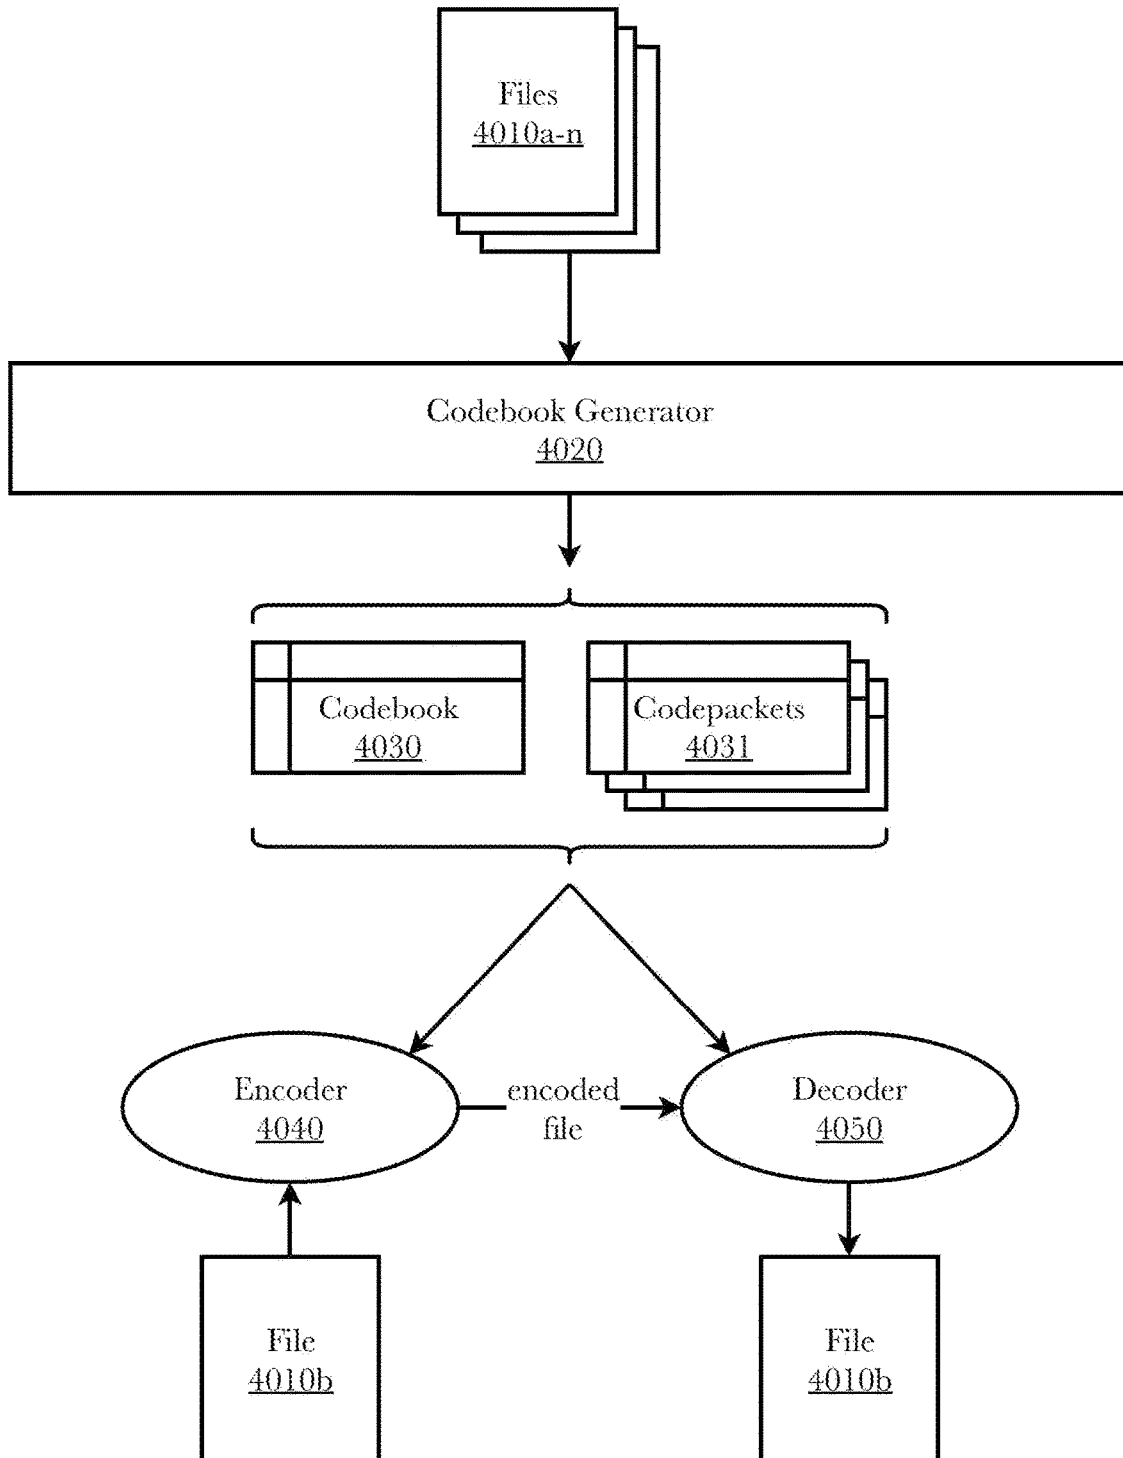 Files
4010a-n
Codebook Generator
4020
Codebook
4030
Codepackets
4031
Encoder
4040
encoded
file
Decoder
4050
File
4010b
File
4010b